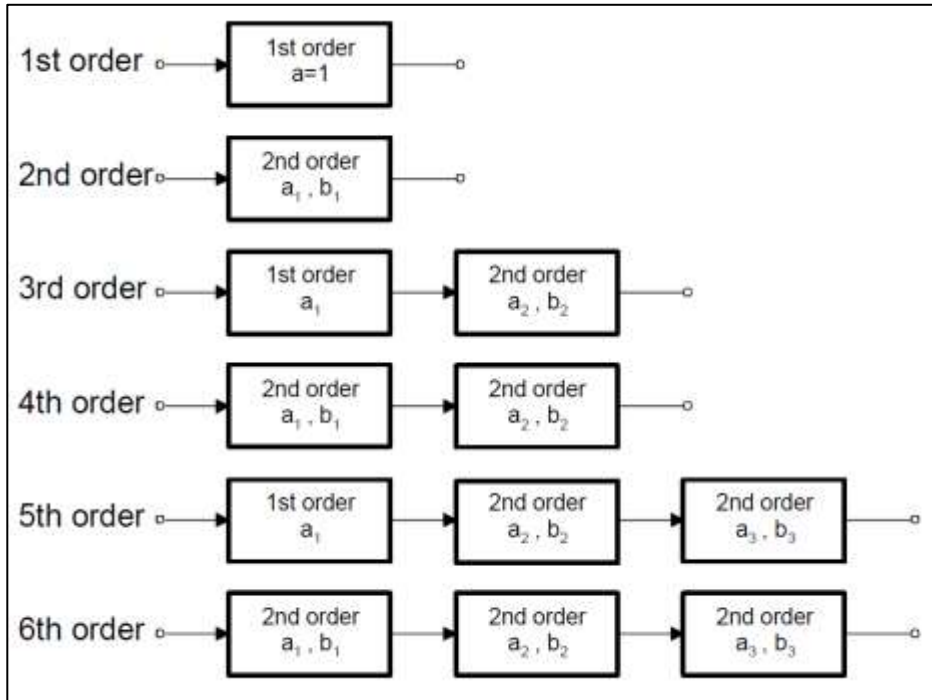 1st order
1st order
a=1
2nd order
2nd order
a₁ , b₁
3rd order
1st order
a₁
2nd order
a₂ , b₂
4th order
2nd order
a₁ , b₁
2nd order
a₂ , b₂
5th order
1st order
a₁
2nd order
a₂ , b₂
2nd order
a₃ , b₃
6th order
2nd order
a₁ , b₁
2nd order
a₂ , b₂
2nd order
a₃ , b₃